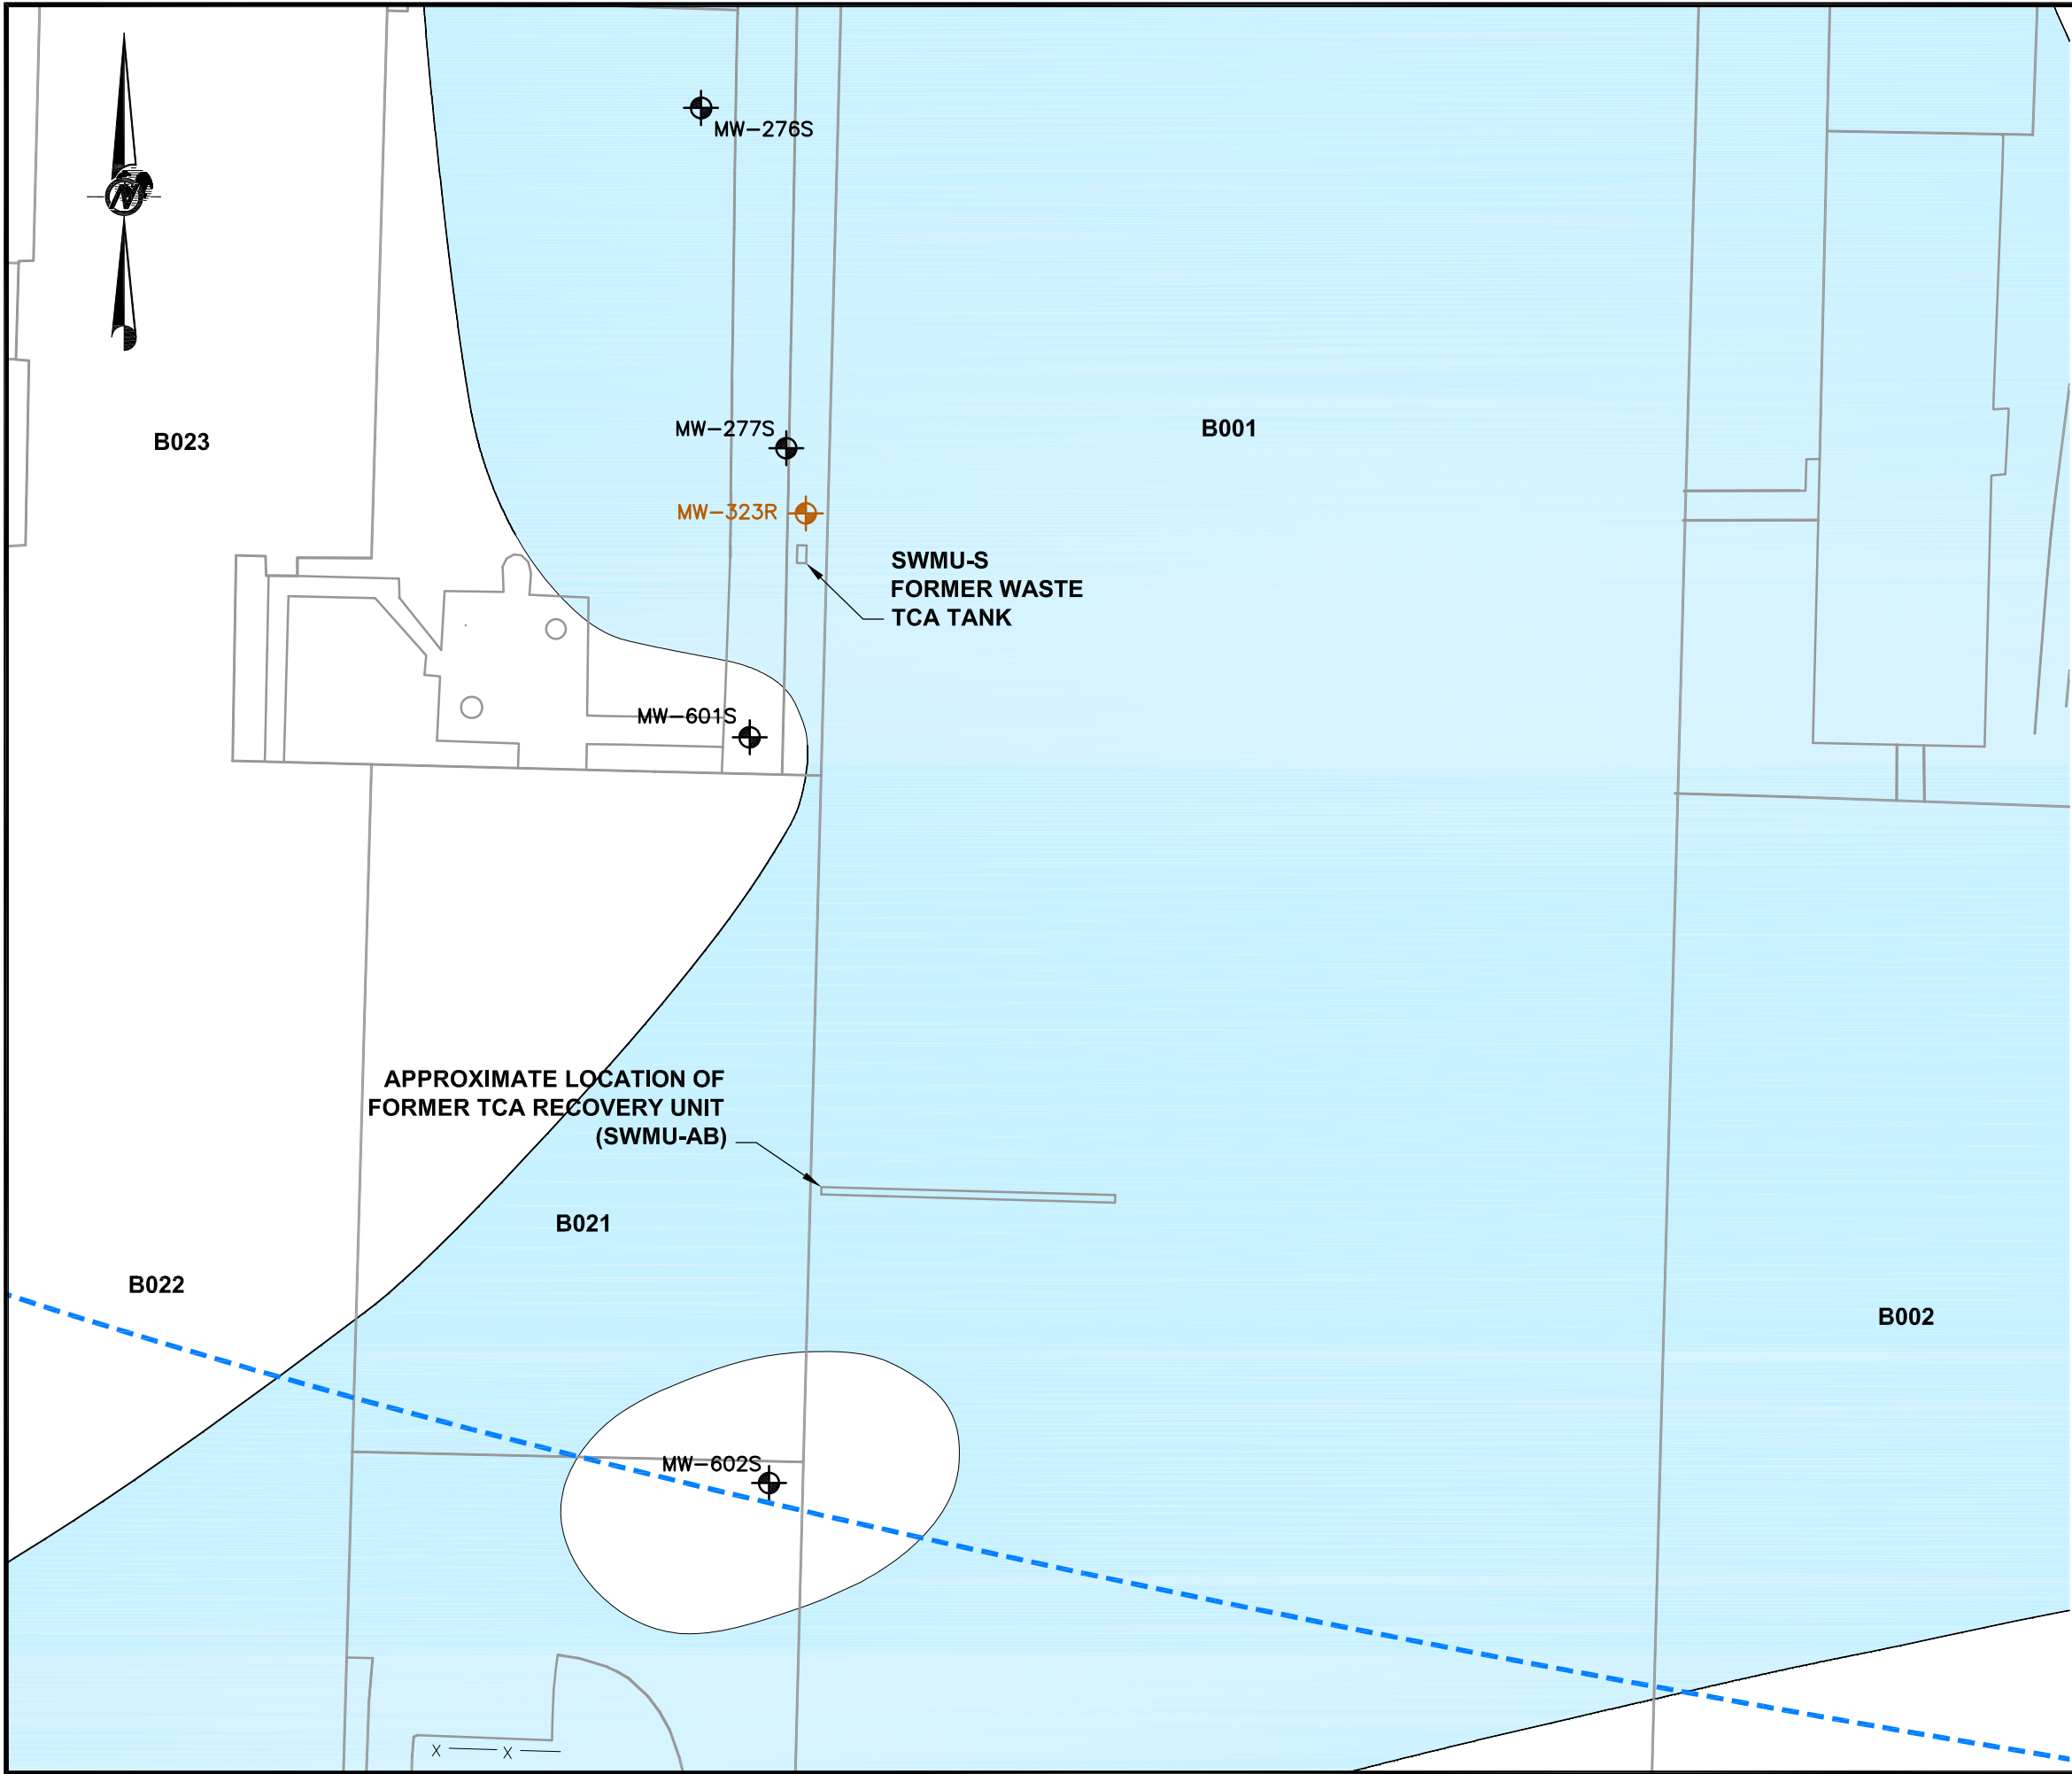 N
MW-276S
MW-277S
B001
B023
MW-323R
SWMU-S
FORMER WASTE
TCA TANK
MW-601S
APPROXIMATE LOCATION OF
FORMER TCA RECOVERY UNIT
(SWMU-AB)
B021
B022
B002
MW-602S
X X